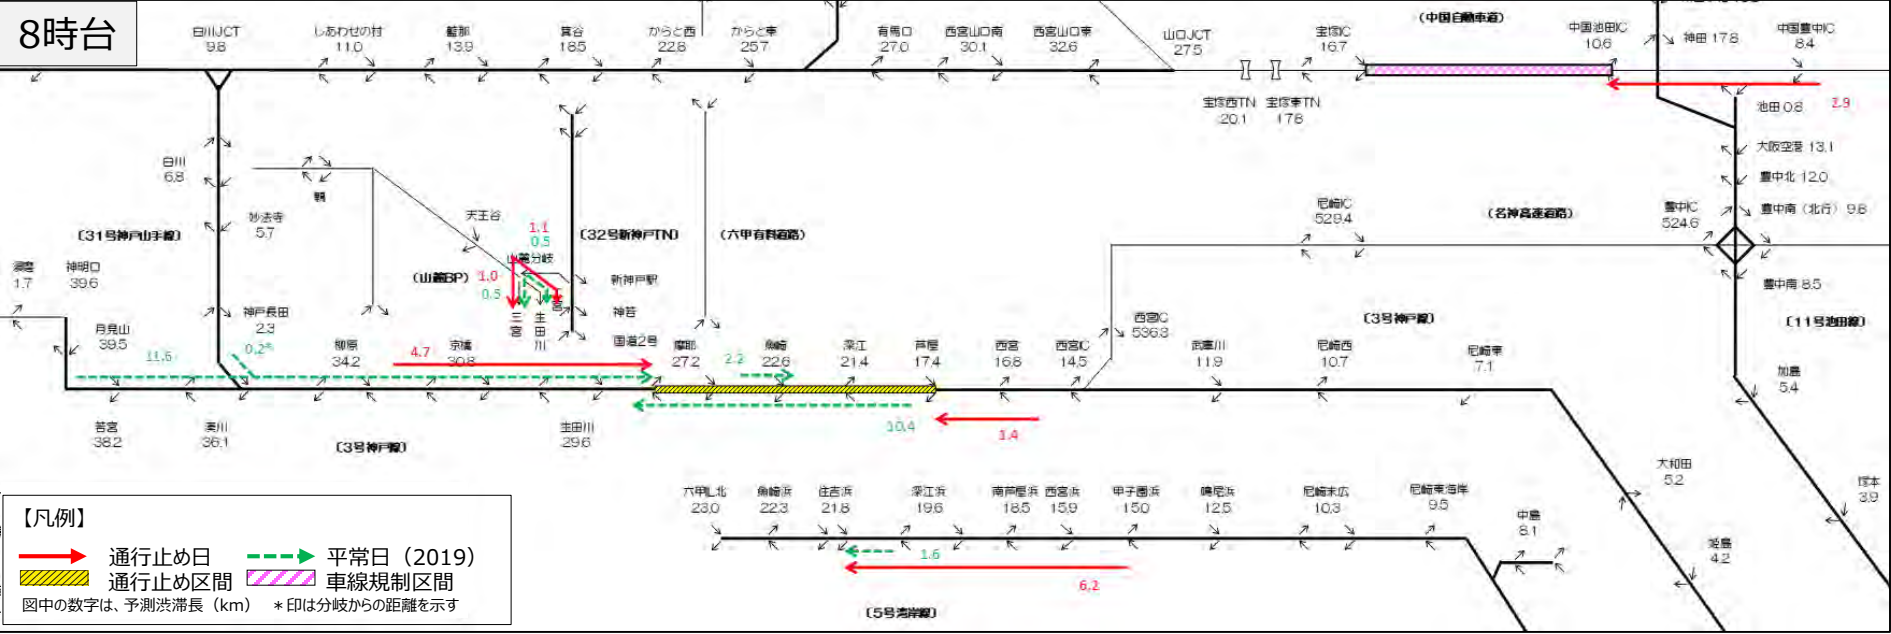 8時台
白川JCT
9.8
しあわせの村
11.0
藍那
13.9
箕谷
18.5
からと西
22.8
からと東
25.7
有馬口
27.0
西宮山口南
30.1
西宮山口東
32.6
山口JCT
27.5
宝塚IC
16.7
(中国自動車道)
中国池田IC
10.6
神田 17.8
中国豊中IC
8.4
宝塚西TN
20.1
宝塚東TN
17.8
2.9
池田 0.8
大阪空港 13.1
豊中北 12.0
豊中南(北行) 9.8
白川
6.8
妙法寺
5.7
〔31号神戸山手線〕
天王谷
1.1
0.5
山麓分岐
1.0
0.5
(山麓BP)
〔32号新神戸TN〕
〔六甲有料道路〕
尼崎IC
529.4
〔名神高速道路〕
豊中IC
524.6
豊中南 8.5
須磨
1.7
神明口
39.6
新神戸駅
神若
国道2号
三宮
生田川
月見山
39.5
神戸長田
2.3
0.2*
11.6
柳原
34.2
京橋
30.8
4.7
摩耶
27.2
2.2
魚崎
22.6
深江
21.4
芦屋
17.4
西宮
16.8
西宮IC
14.5
西宮IC
536.3
〔3号神戸線〕
武庫川
11.9
尼崎西
10.7
尼崎東
7.1
〔11号池田線〕
加島
5.4
若宮
38.2
湊川
36.1
〔3号神戸線〕
生田川
29.6
10.4
1.4
六甲IL北
23.0
魚崎浜
22.3
住吉浜
21.8
深江浜
19.6
南芦屋浜
18.5
西宮浜
15.9
甲子園浜
15.0
鳴尾浜
12.5
尼崎末広
10.3
尼崎東海岸
9.5
中島
8.1
大和田
5.2
姫島
4.2
塚本
3.9
1.6
6.2
〔5号湾岸線〕
【凡例】
通行止め日 平常日(2019)
通行止め区間 車線規制区間
図中の数字は、予測渋滞長(km) *印は分岐からの距離を示す